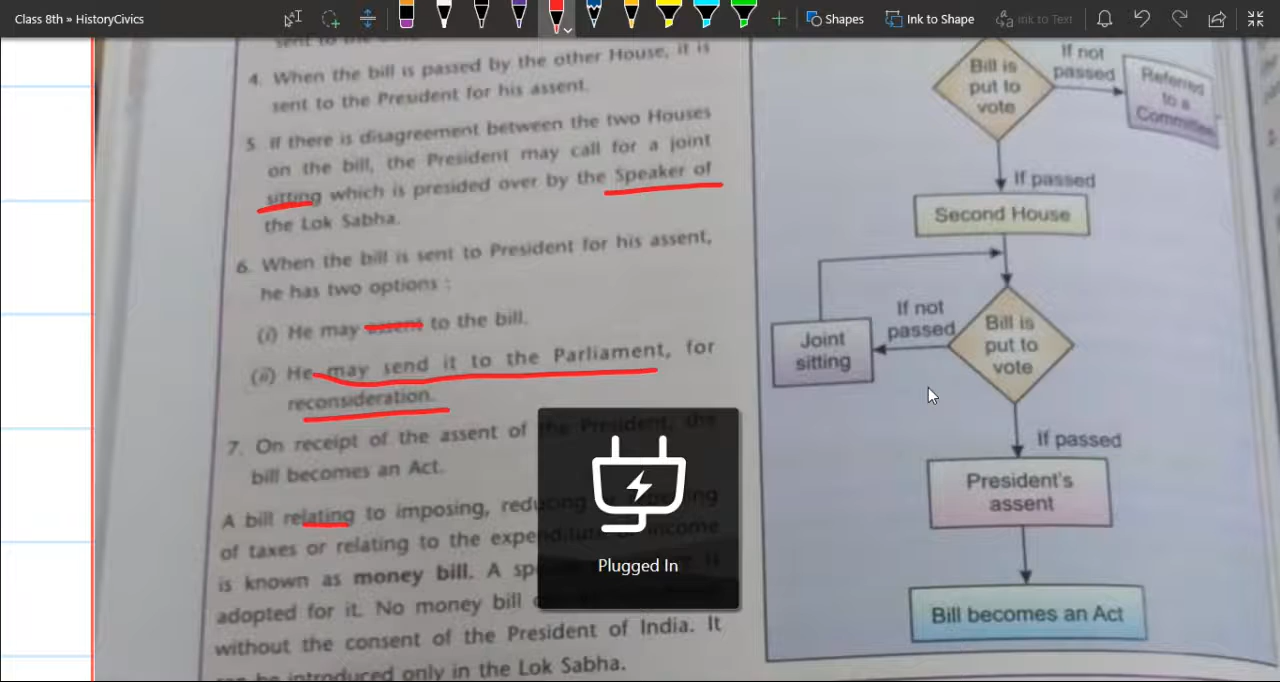 Class 8th » HistoryCivics
Shapes
Ink to Shape
Ink to Text
4. When the bill is passed by the other House, it is
sent to the President for his assent.
5. If there is disagreement between the two Houses
on the bill, the President may call for a joint
sitting which is presided over by the Speaker of
the Lok Sabha.
6. When the bill is sent to President for his assent,
he has two options :
(i) He may assent to the bill.
(ii) He may send it to the Parliament, for
reconsideration.
7. On receipt of the assent of the President, the
bill becomes an Act.
A bill relating to imposing, reducing
of taxes or relating to the expenditure income
is known as money bill. A
adopted for it. No money bill
without the consent of the President of India. It
can be introduced only in the Lok Sabha.
Plugged In
Bill is
put to
vote
If not
passed
Referred
to a
Committee
If passed
Second House
If not
passed
Joint
sitting
Bill is
put to
vote
If passed
President's
assent
Bill becomes an Act